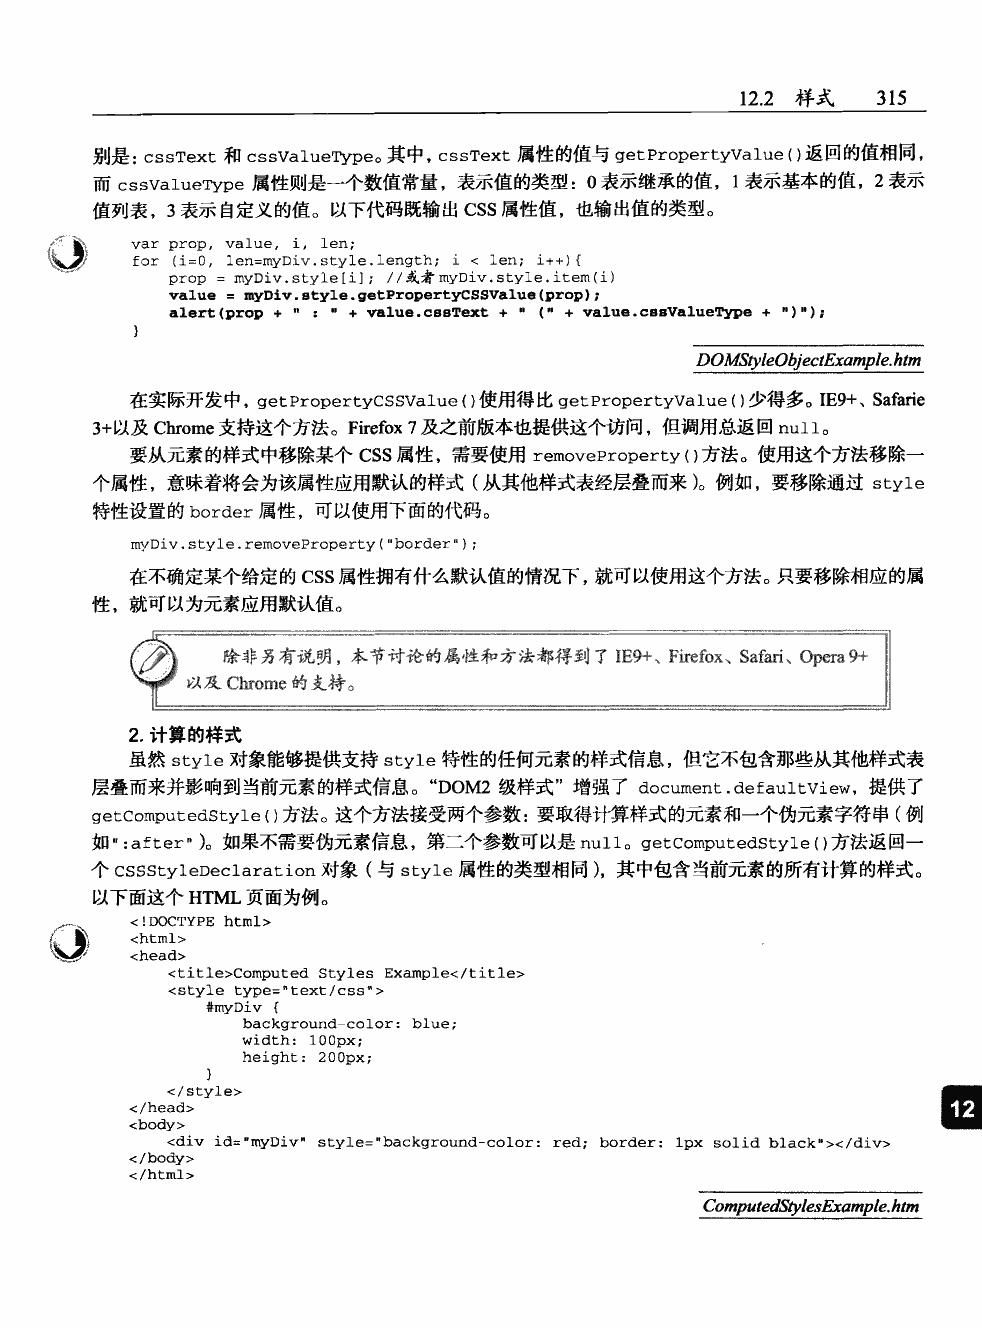 12.2 样式 315
别是：cssText 和 cssValueType。其中，cssText 属性的值与 getPropertyValue()返回的值相同，
而 cssValueType 属性则是一个数值常量，表示值的类型：0 表示继承的值，1 表示基本的值，2 表示
值列表，3 表示自定义的值。以下代码既输出 CSS 属性值，也输出值的类型。
var prop, value, i, len;
for (i=0, len=myDiv.style.length; i < len; i++){
prop = myDiv.style[i]; //或者 myDiv.style.item(i)
value = myDiv.style.getPropertyCSSValue(prop);
alert(prop + " : " + value.cssText + " (" + value.cssValueType + ")");
}
DOMStyleObjectExample.htm
在实际开发中，getPropertyCSSValue()使用得比 getPropertyValue()少得多。IE9+、Safarie
3+以及 Chrome 支持这个方法。Firefox 7 及之前版本也提供这个访问，但调用总返回 null。
要从元素的样式中移除某个 CSS 属性，需要使用 removeProperty()方法。使用这个方法移除一
个属性，意味着将会为该属性应用默认的样式（从其他样式表经层叠而来）。例如，要移除通过 style
特性设置的 border 属性，可以使用下面的代码。
myDiv.style.removeProperty("border");
在不确定某个给定的 CSS 属性拥有什么默认值的情况下，就可以使用这个方法。只要移除相应的属
性，就可以为元素应用默认值。
除非另有说明，本节讨论的属性和方法都得到了 IE9+、Firefox、Safari、Opera 9+
以及 Chrome 的支持。
2. 计算的样式
虽然 style 对象能够提供支持 style 特性的任何元素的样式信息，但它不包含那些从其他样式表
层叠而来并影响到当前元素的样式信息。“DOM2 级样式”增强了 document.defaultView，提供了
getComputedStyle()方法。这个方法接受两个参数：要取得计算样式的元素和一个伪元素字符串（例
如":after"）。如果不需要伪元素信息，第二个参数可以是 null。getComputedStyle()方法返回一
个 CSSStyleDeclaration 对象（与 style 属性的类型相同），其中包含当前元素的所有计算的样式。
以下面这个 HTML 页面为例。
<!DOCTYPE html>
<html>
<head>
<title>Computed Styles Example</title>
<style type="text/css">
#myDiv {
background-color: blue;
width: 100px;
height: 200px;
}
</style>
</head>
<body>
<div id="myDiv" style="background-color: red; border: 1px solid black"></div>
</body>
</html>
12
ComputedStylesExample.htm